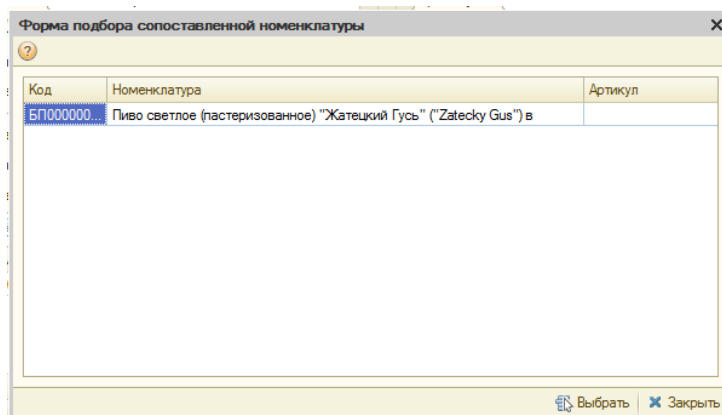 Форма подбора сопоставленной номенклатуры
Код Номенклатура Артикул
БП000000... Пиво светлое (пастеризованное) "Жатецкий Гусь" ("Zatecky Gus") в
Выбрать Закрыть